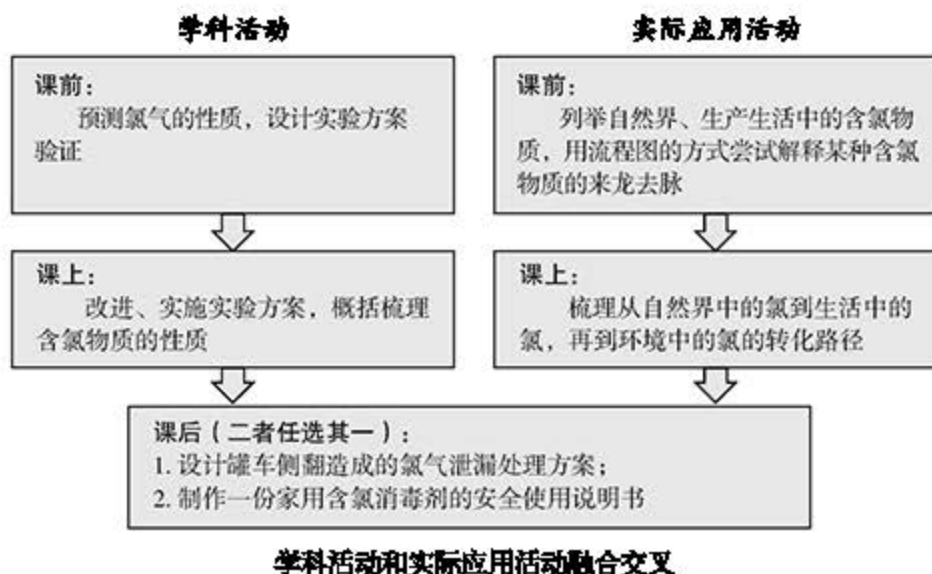 学科活动
实际应用活动
课前：
预测氯气的性质，设计实验方案
验证
课前：
列举自然界、生产生活中的含氯物
质，用流程图的方式尝试解释某种含氯
物质的来龙去脉
课上：
改进、实施实验方案，概括梳理
含氯物质的性质
课上：
梳理从自然界中的氯到生活中的
氯，再到环境中的氯的转化路径
课后（二者任选其一）：
1. 设计罐车侧翻造成的氯气泄漏处理方案；
2. 制作一份家用含氯消毒剂的安全使用说明书
学科活动和实际应用活动融合交叉